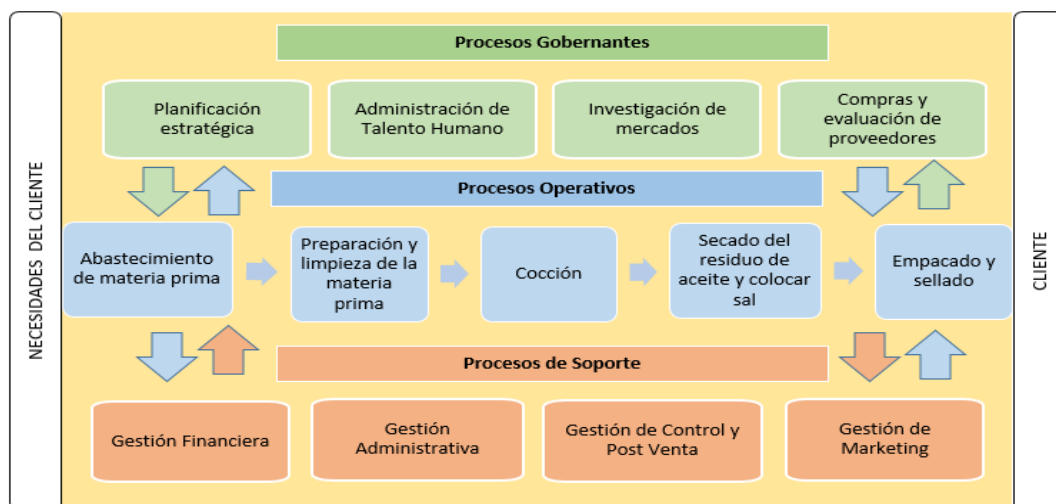 NECESIDADES DEL CLIENTE
Procesos Gobernantes
Planificación
estratégica
Administración de
Talento Humano
Investigación de
mercados
Compras y
evaluación de
proveedores
Procesos Operativos
Abastecimiento
de materia prima
Preparación y
limpieza de la
materia
prima
Cocción
Secado del
residuo de
aceite y colocar
sal
Empacado y
sellado
Procesos de Soporte
Gestión Financiera
Gestión
Administrativa
Gestión de Control y
Post Venta
Gestión de
Marketing
CLIENTE